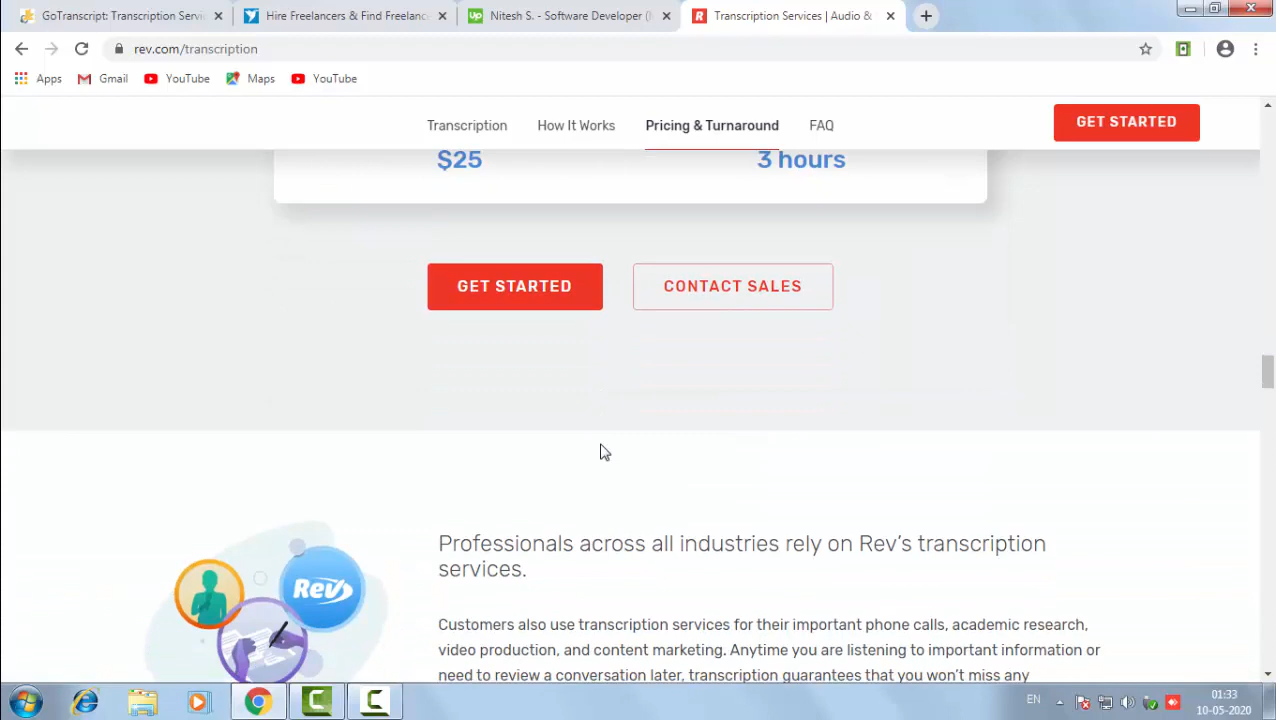 GoTranscript: Transcription Servi
Hire Freelancers & Find Freelance
Nitesh S. - Software Developer (
Transcription Services | Audio &
rev.com/transcription
Apps Gmail YouTube Maps YouTube
Transcription How It Works Pricing & Turnaround FAQ GET STARTED
$25 3 hours
GET STARTED CONTACT SALES
Professionals across all industries rely on Rev's transcription
services.
Rev
Customers also use transcription services for their important phone calls, academic research,
video production, and content marketing. Anytime you are listening to important information or
need to review a conversation later, transcription guarantees that you won't miss any
EN 01:33
10-05-2020